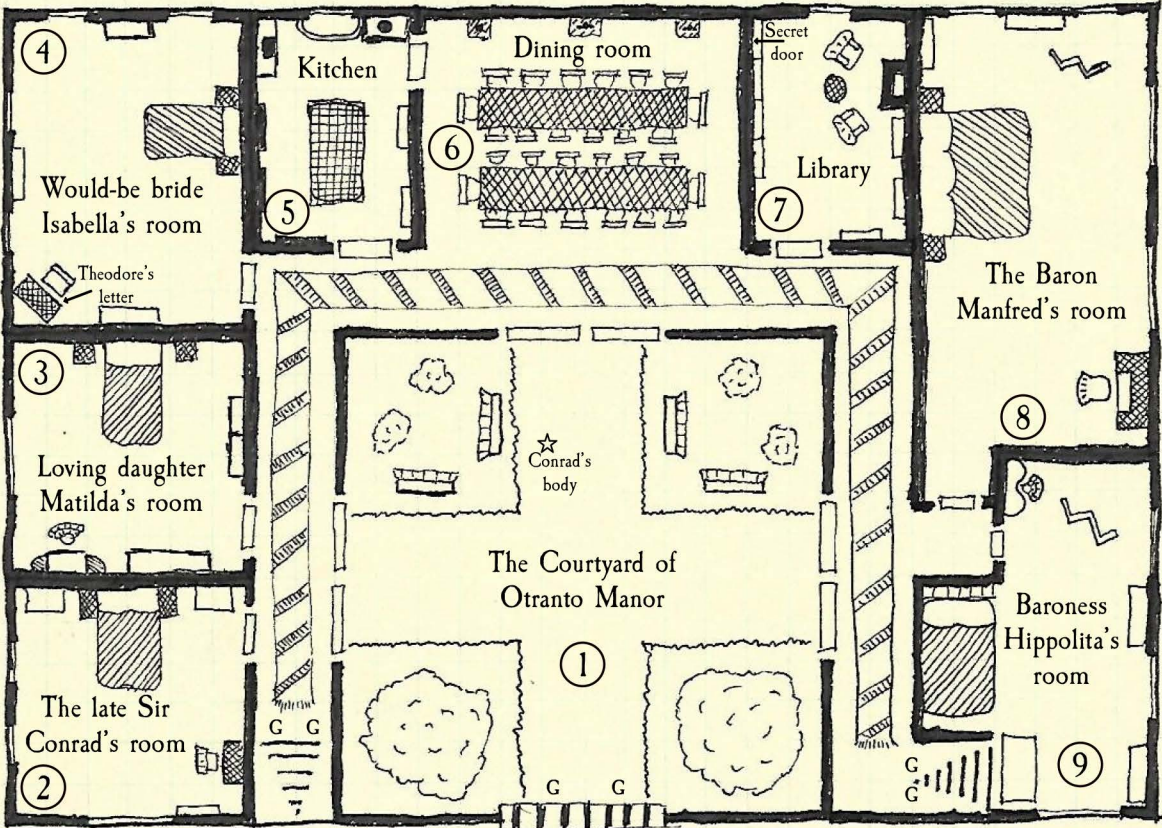 4
Kitchen
Dining room
Secret
door
6
Library
Would-be bride
Isabella's room
5
7
Theodore's
letter
The Baron
Manfred's room
3
8
Conrad's
body
Loving daughter
Matilda's room
The Courtyard of
Otranto Manor
Baroness
Hippolita's
room
1
The late Sir
Conrad's room
G G
2
G G
G
G
9